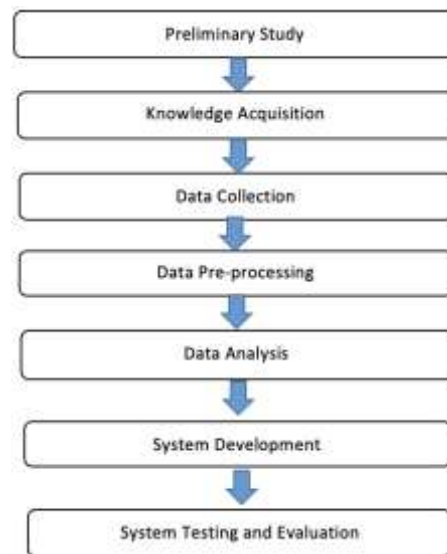 Preliminary Study
Knowledge Acquisition
Data Collection
Data Pre-processing
Data Analysis
System Development
System Testing and Evaluation